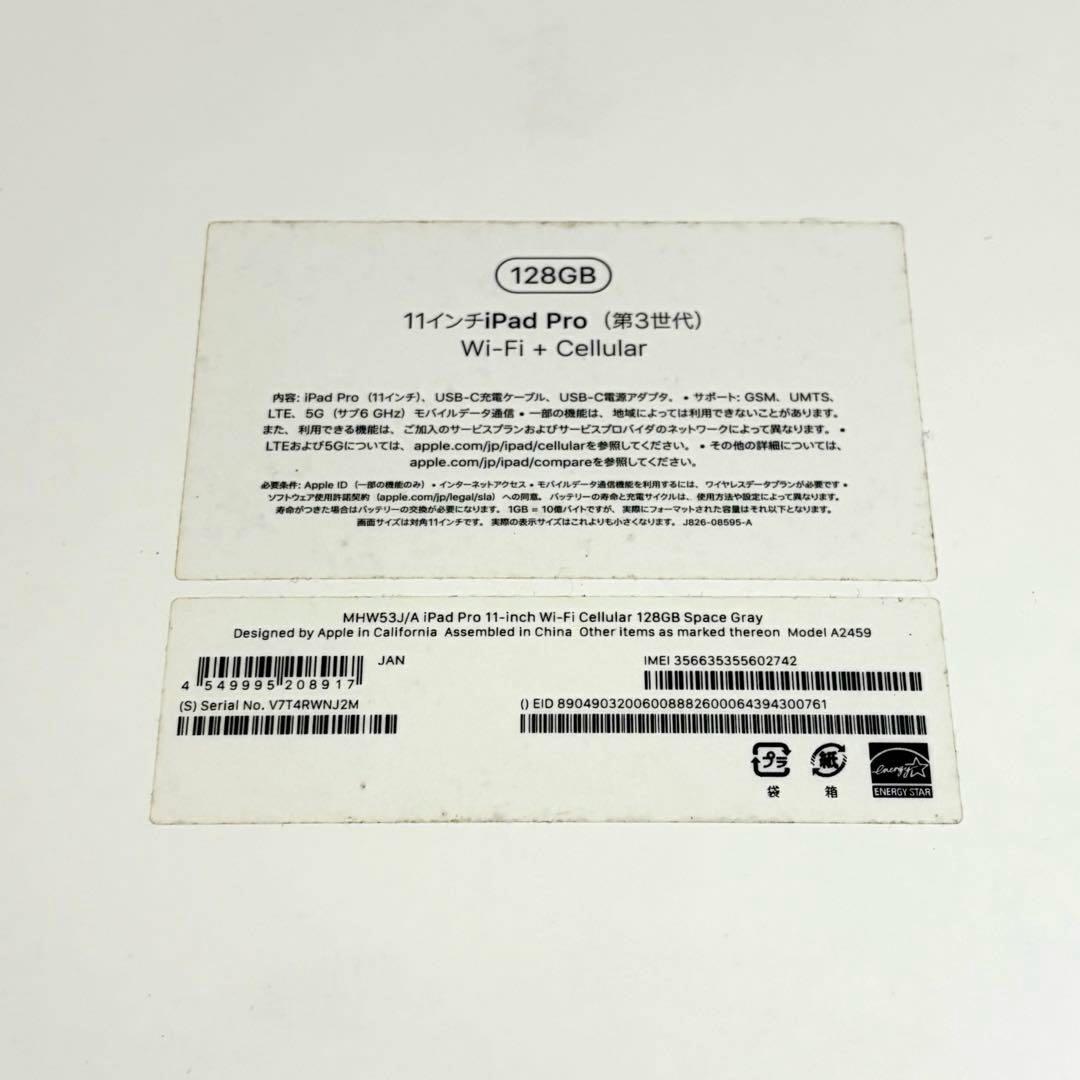 128GB
11インチiPad Pro（第3世代）
Wi-Fi + Cellular
内容: iPad Pro（11インチ）、USB-C充電ケーブル、USB-C電源アダプタ。• サポート: GSM、UMTS、
LTE、5G（サブ6 GHz）モバイルデータ通信 • 一部の機能は、地域によっては利用できないことがあります。
また、利用できる機能は、ご加入のサービスプランおよびサービスプロバイダのネットワークによって異なります。•
LTEおよび5Gについては、apple.com/jp/ipad/cellularを参照してください。• その他の詳細については、
apple.com/jp/ipad/compareを参照してください。
必要条件: Apple ID（一部の機能のみ）• インターネットアクセス • モバイルデータ通信機能を利用するには、ワイヤレスデータプランが必要です •
ソフトウェア使用許諾契約（apple.com/jp/legal/sla）への同意。バッテリーの寿命と充電サイクルは、使用方法や設定によって異なります。
寿命がつきた場合はバッテリーの交換が必要になります。1GB = 10億バイトですが、実際にフォーマットされた容量はそれ以下となります。
画面サイズは対角11インチです。実際の表示サイズはこれよりも小さくなります。J826-08595-A
MHW53J/A iPad Pro 11-inch Wi-Fi Cellular 128GB Space Gray
Designed by Apple in California Assembled in China Other items as marked thereon Model A2459
JAN
4 549995 208917
IMEI 356635355602742
(S) Serial No. V7T4RWNJ2M
() EID 89049032006008882600064394300761
プラ
紙
energy
袋
箱
ENERGY STAR